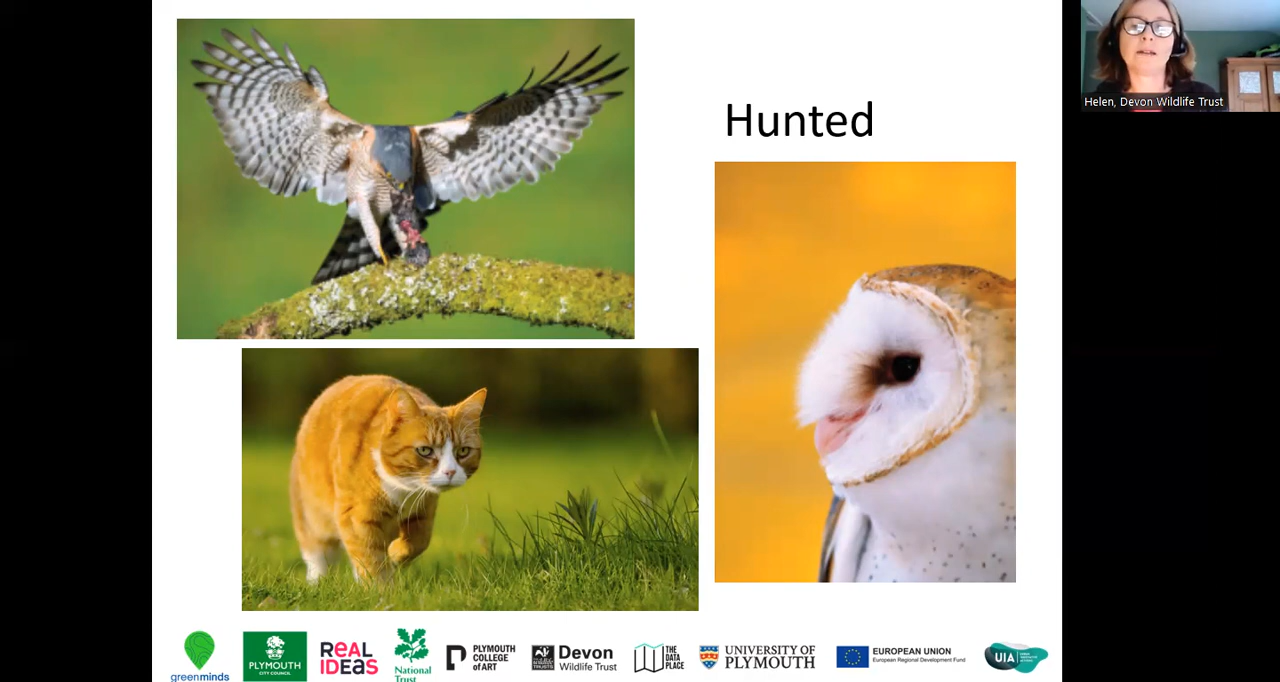 Helen, Devon Wildlife Trust
Hunted
greenminds
PLYMOUTH
CITY COUNCIL
REAL
IDEAS
National
Trust
PLYMOUTH
COLLEGE
OF ART
Devon
Wildlife Trust
THE
DATA
PLACE
UNIVERSITY OF
PLYMOUTH
EUROPEAN UNION
European Regional Development Fund
UIA